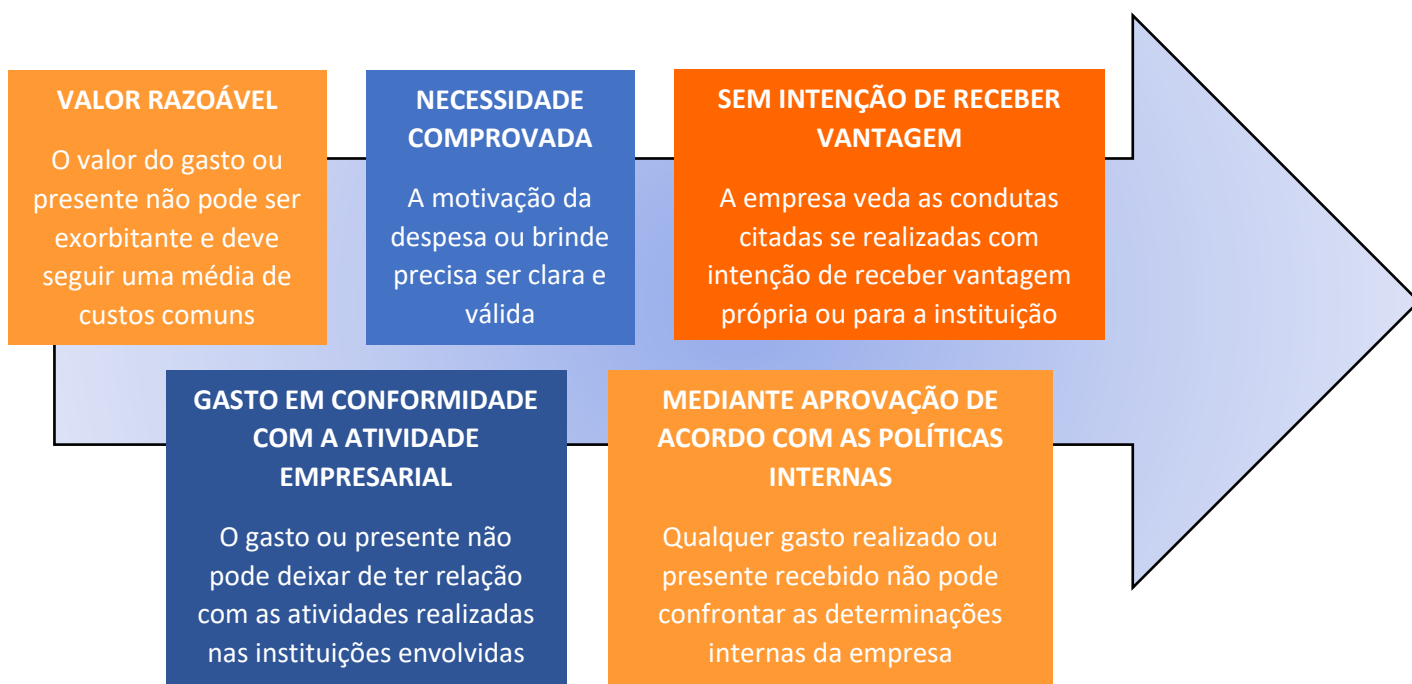 VALOR RAZOÁVEL
O valor do gasto ou
presente não pode ser
exorbitante e deve
seguir uma média de
custos comuns
NECESSIDADE
COMPROVADA
A motivação da
despesa ou brinde
precisa ser clara e
válida
SEM INTENÇÃO DE RECEBER
VANTAGEM
A empresa veda as condutas
citadas se realizadas com
intenção de receber vantagem
própria ou para a instituição
GASTO EM CONFORMIDADE
COM A ATIVIDADE
EMPRESARIAL
O gasto ou presente não
pode deixar de ter relação
com as atividades realizadas
nas instituições envolvidas
MEDIANTE APROVAÇÃO DE
ACORDO COM AS POLÍTICAS
INTERNAS
Qualquer gasto realizado ou
presente recebido não pode
confrontar as determinações
internas da empresa